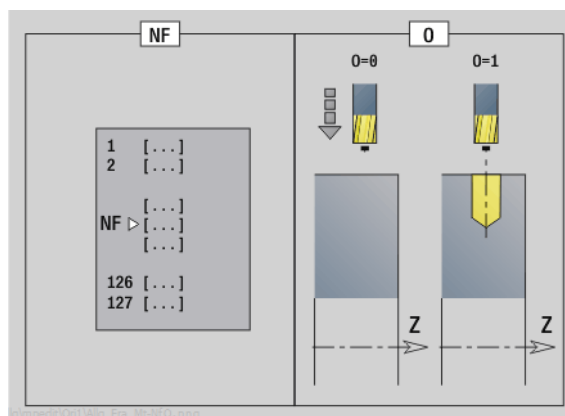 NF
1 [...]
2 [...]
[...]
NF [...]
[...]
126 [...]
127 [...]
O
O=0
O=1
Z
Z